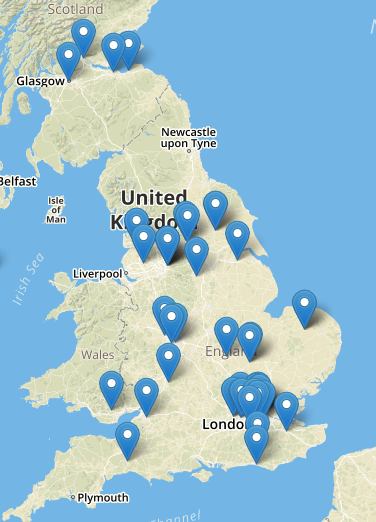 Scotland
N
Glasgow
Newcastle
upon Tyne
Belfast
Isle
of
Man
United
Kingdom
Irish Sea
Liverpool
Wales
England
London
Plymouth
Channel